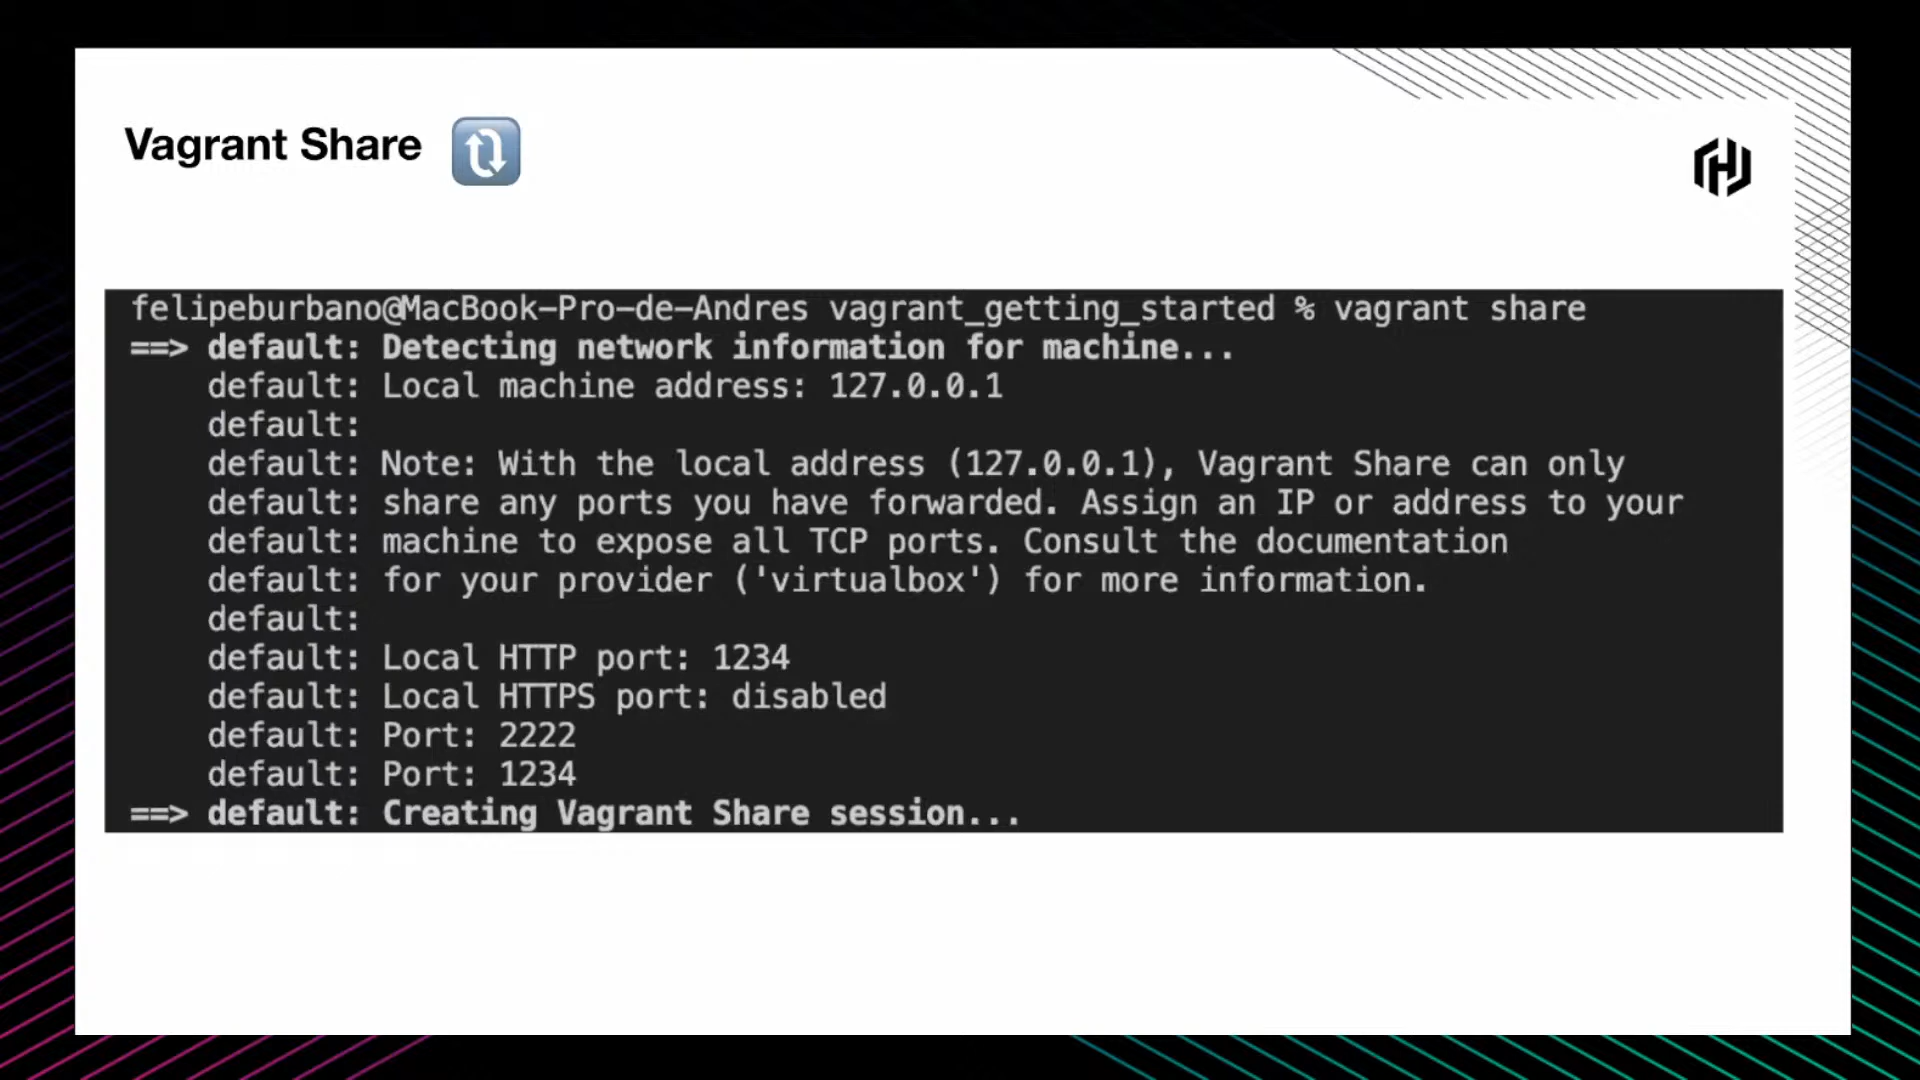 Vagrant Share
felipeburbano@MacBook-Pro-de-Andres vagrant_getting_started % vagrant share
==> default: Detecting network information for machine...
default: Local machine address: 127.0.0.1
default:
default: Note: With the local address (127.0.0.1), Vagrant Share can only
default: share any ports you have forwarded. Assign an IP or address to your
default: machine to expose all TCP ports. Consult the documentation
default: for your provider ('virtualbox') for more information.
default:
default: Local HTTP port: 1234
default: Local HTTPS port: disabled
default: Port: 2222
default: Port: 1234
==> default: Creating Vagrant Share session...